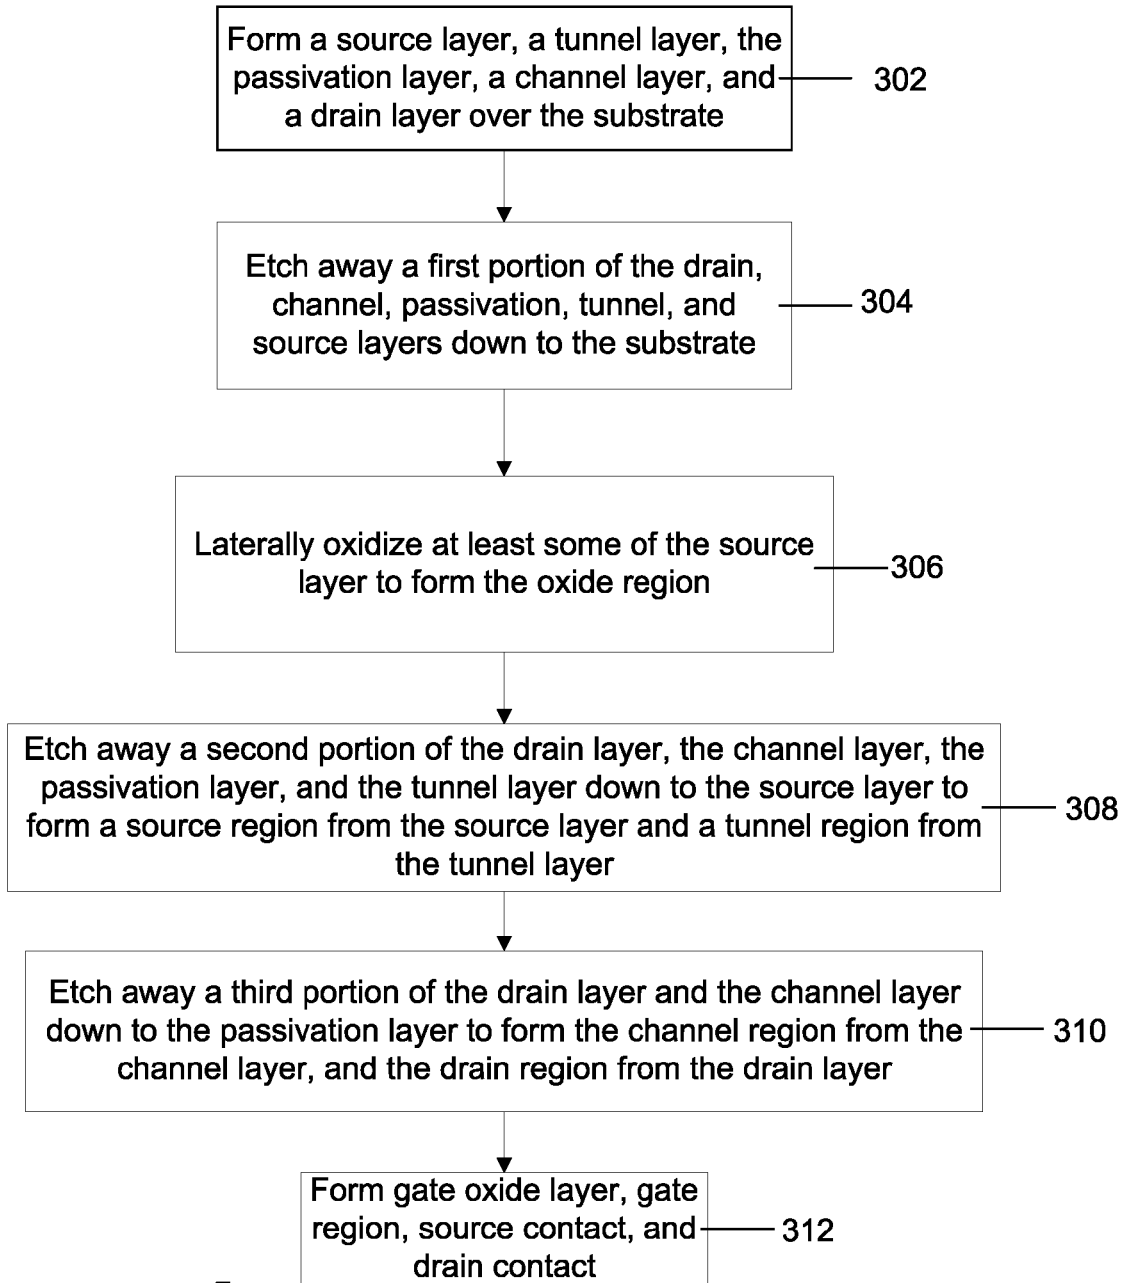 Form a source layer, a tunnel layer, the
passivation layer, a channel layer, and
a drain layer over the substrate
302
Etch away a first portion of the drain,
channel, passivation, tunnel, and
source layers down to the substrate
304
Laterally oxidize at least some of the source
layer to form the oxide region
306
Etch away a second portion of the drain layer, the channel layer, the
passivation layer, and the tunnel layer down to the source layer to
form a source region from the source layer and a tunnel region from
the tunnel layer
308
Etch away a third portion of the drain layer and the channel layer
down to the passivation layer to form the channel region from the
channel layer, and the drain region from the drain layer
310
Form gate oxide layer, gate
region, source contact, and
drain contact
312